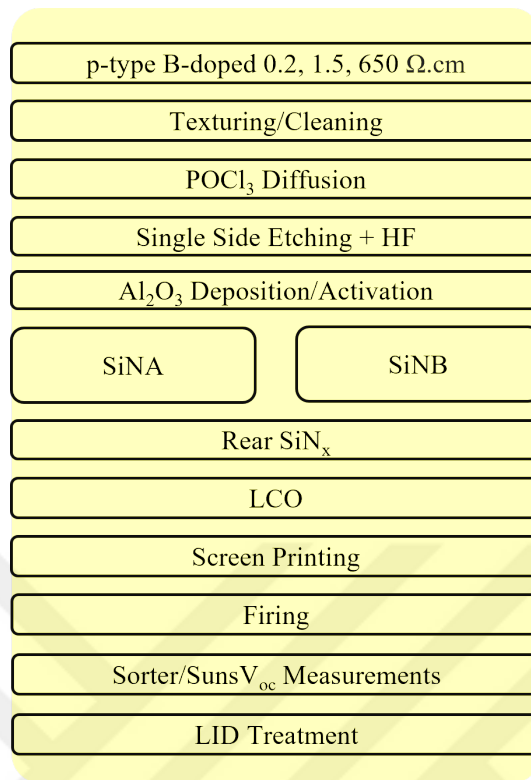 p-type B-doped 0.2, 1.5, 650 Ω.cm
Texturing/Cleaning
POCl₃ Diffusion
Single Side Etching + HF
Al₂O₃ Deposition/Activation
SiNA
SiNB
Rear SiNₓ
LCO
Screen Printing
Firing
Sorter/SunsVₒc Measurements
LID Treatment